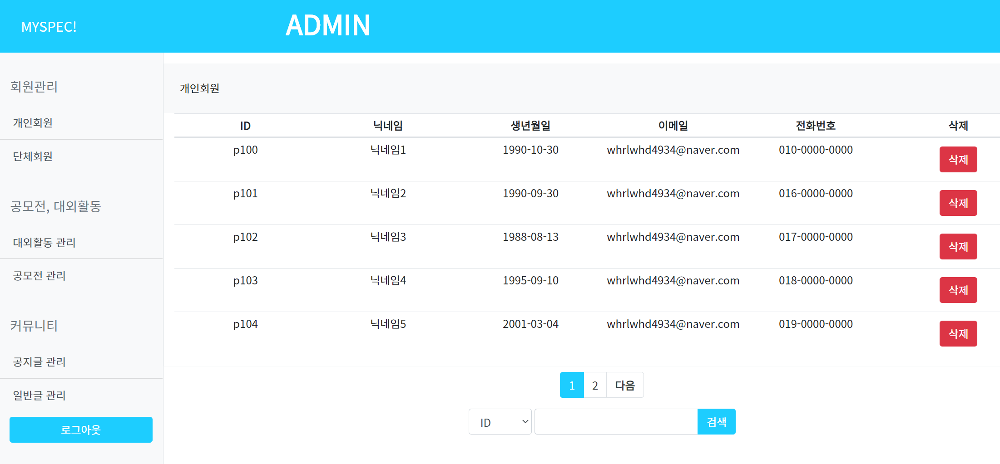 MYSPEC!
ADMIN
회원관리
개인회원
단체회원
공모전, 대외활동
대외활동 관리
공모전 관리
커뮤니티
공지글 관리
일반글 관리
로그아웃
개인회원
ID 닉네임 생년월일 이메일 전화번호 삭제
p100 닉네임1 1990-10-30 whrlwhd4934@naver.com 010-0000-0000 삭제
p101 닉네임2 1990-09-30 whrlwhd4934@naver.com 016-0000-0000 삭제
p102 닉네임3 1988-08-13 whrlwhd4934@naver.com 017-0000-0000 삭제
p103 닉네임4 1995-09-10 whrlwhd4934@naver.com 018-0000-0000 삭제
p104 닉네임5 2001-03-04 whrlwhd4934@naver.com 019-0000-0000 삭제
1 2 다음
ID 검색